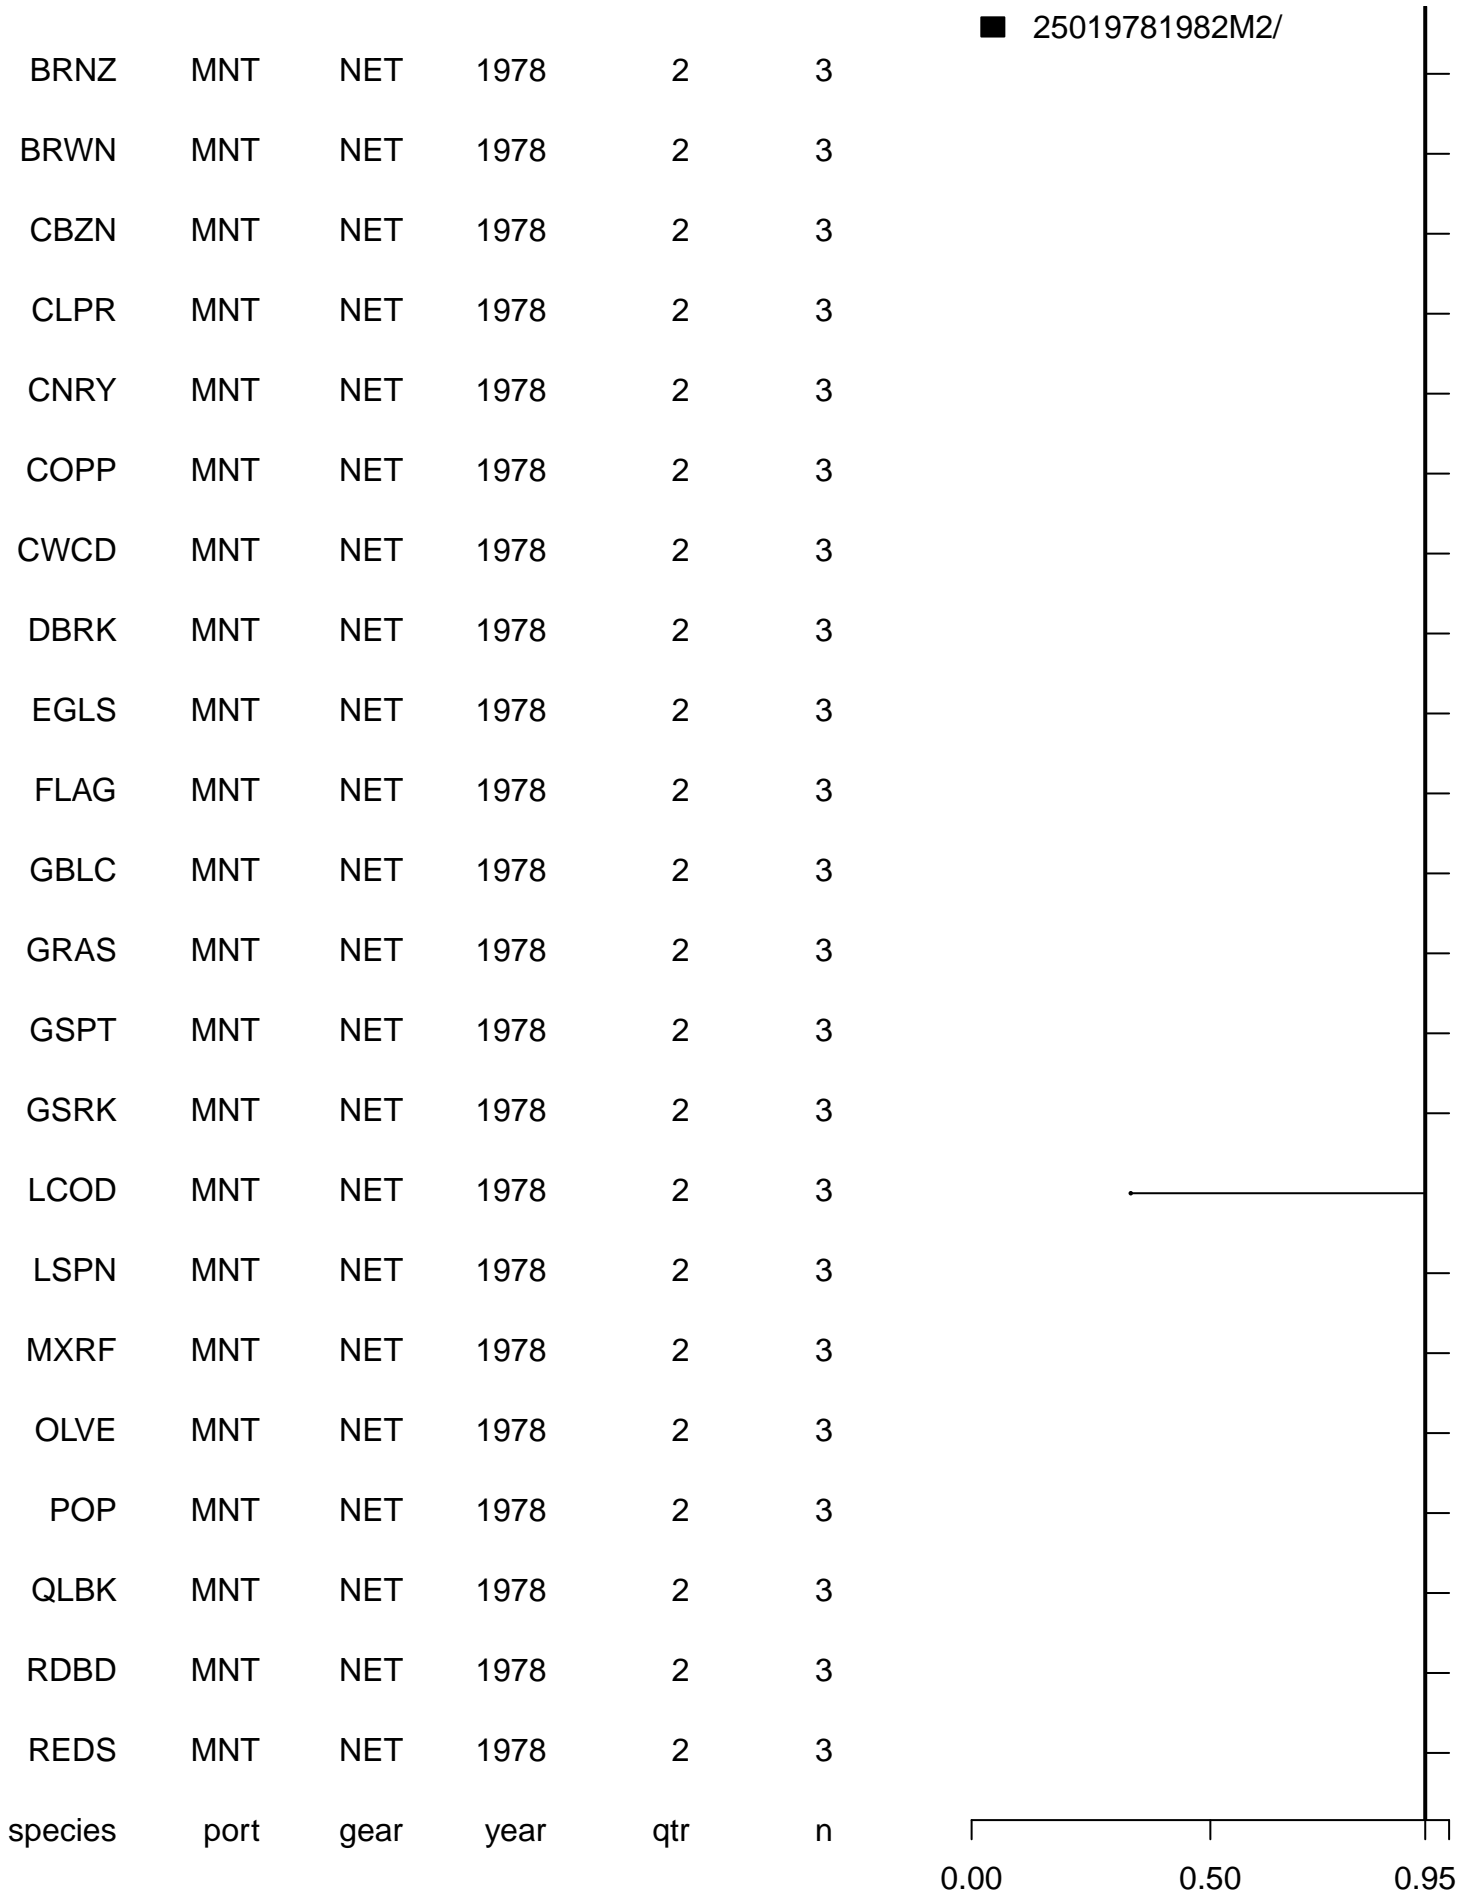 25019781982M2/
BRNZ MNT NET 1978 2 3
BRWN MNT NET 1978 2 3
CBZN MNT NET 1978 2 3
CLPR MNT NET 1978 2 3
CNRY MNT NET 1978 2 3
COPP MNT NET 1978 2 3
CWCD MNT NET 1978 2 3
DBRK MNT NET 1978 2 3
EGLS MNT NET 1978 2 3
FLAG MNT NET 1978 2 3
GBLC MNT NET 1978 2 3
GRAS MNT NET 1978 2 3
GSPT MNT NET 1978 2 3
GSRK MNT NET 1978 2 3
LCOD MNT NET 1978 2 3
LSPN MNT NET 1978 2 3
MXRF MNT NET 1978 2 3
OLVE MNT NET 1978 2 3
POP MNT NET 1978 2 3
QLBK MNT NET 1978 2 3
RDBD MNT NET 1978 2 3
REDS MNT NET 1978 2 3
species port gear year qtr n
0.00 0.50 0.95